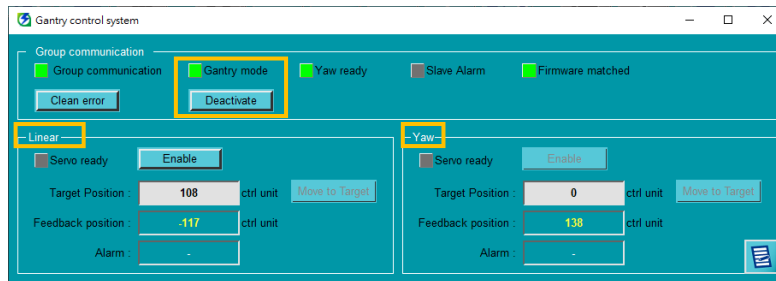 Gantry control system
Group communication
Group communication Gantry mode Yaw ready Slave Alarm Firmware matched
Clean error Deactivate
Linear
Servo ready Enable
Target Position : 108 ctrl unit Move to Target
Feedback position : -117 ctrl unit
Alarm : -
Yaw
Servo ready Enable
Target Position : 0 ctrl unit Move to Target
Feedback position : 138 ctrl unit
Alarm : -